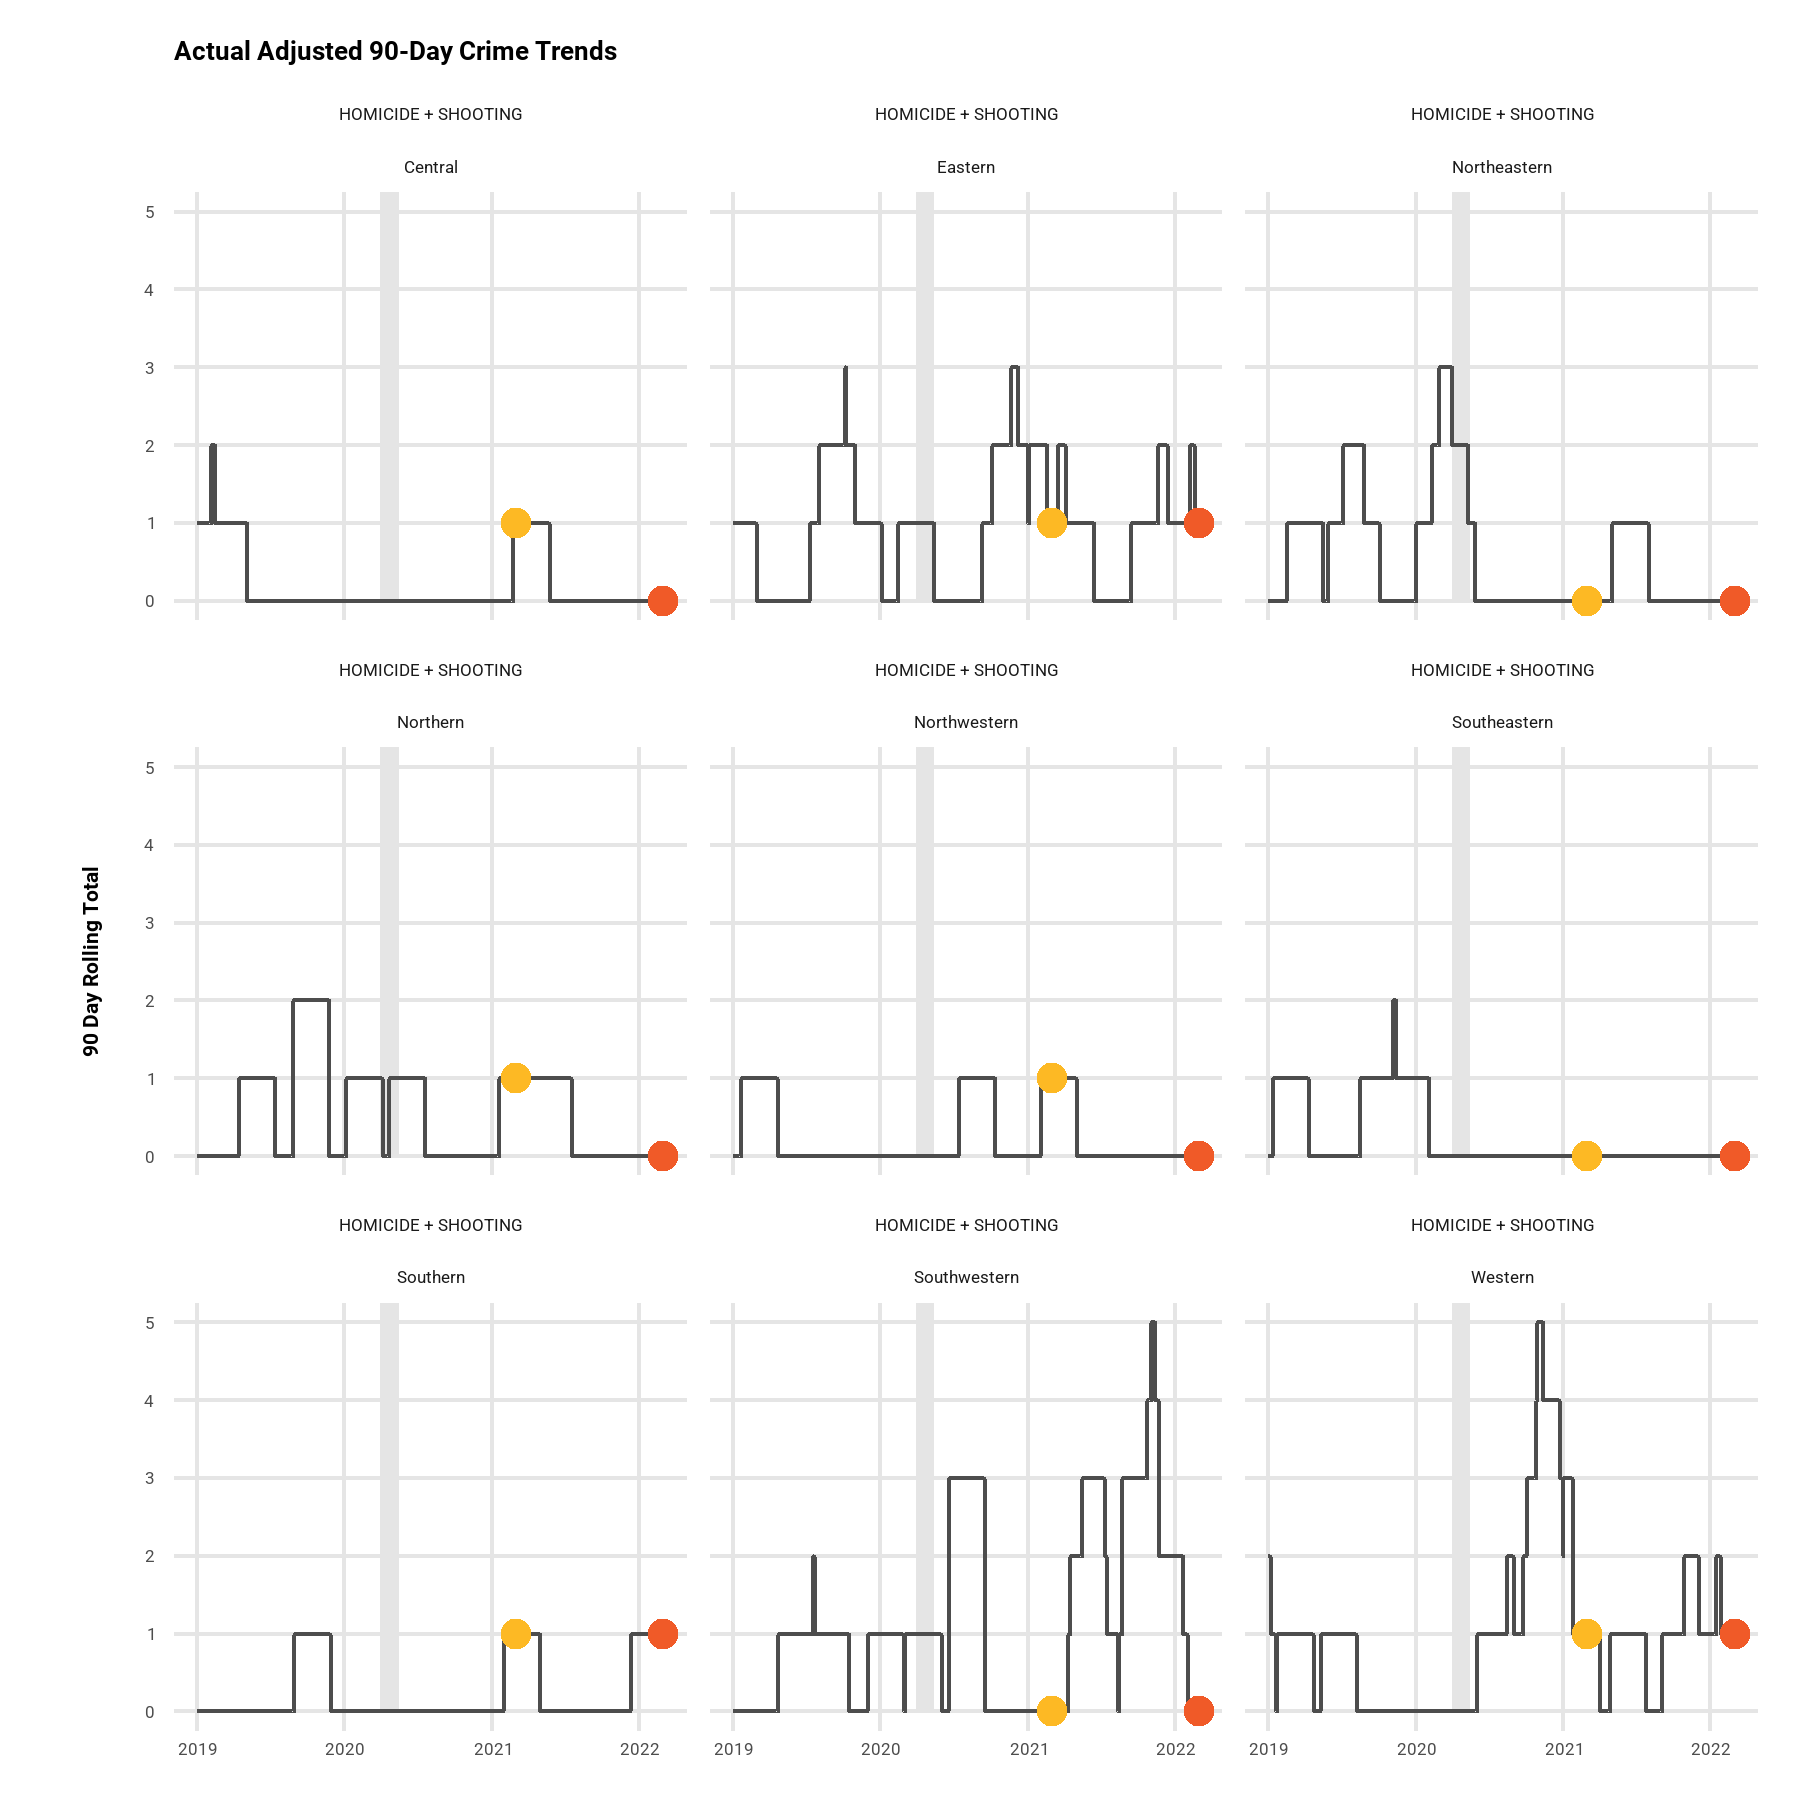 Actual Adjusted 90-Day Crime Trends
HOMICIDE + SHOOTING
HOMICIDE + SHOOTING
HOMICIDE + SHOOTING
Central
Eastern
Northeastern
5
4
3
2
1
0
HOMICIDE + SHOOTING
HOMICIDE + SHOOTING
HOMICIDE + SHOOTING
Northern
Northwestern
Southeastern
5
4
3
2
1
0
90 Day Rolling Total
HOMICIDE + SHOOTING
HOMICIDE + SHOOTING
HOMICIDE + SHOOTING
Southern
Southwestern
Western
5
4
3
2
1
0
2019 2020 2021 2022
2019 2020 2021 2022
2019 2020 2021 2022